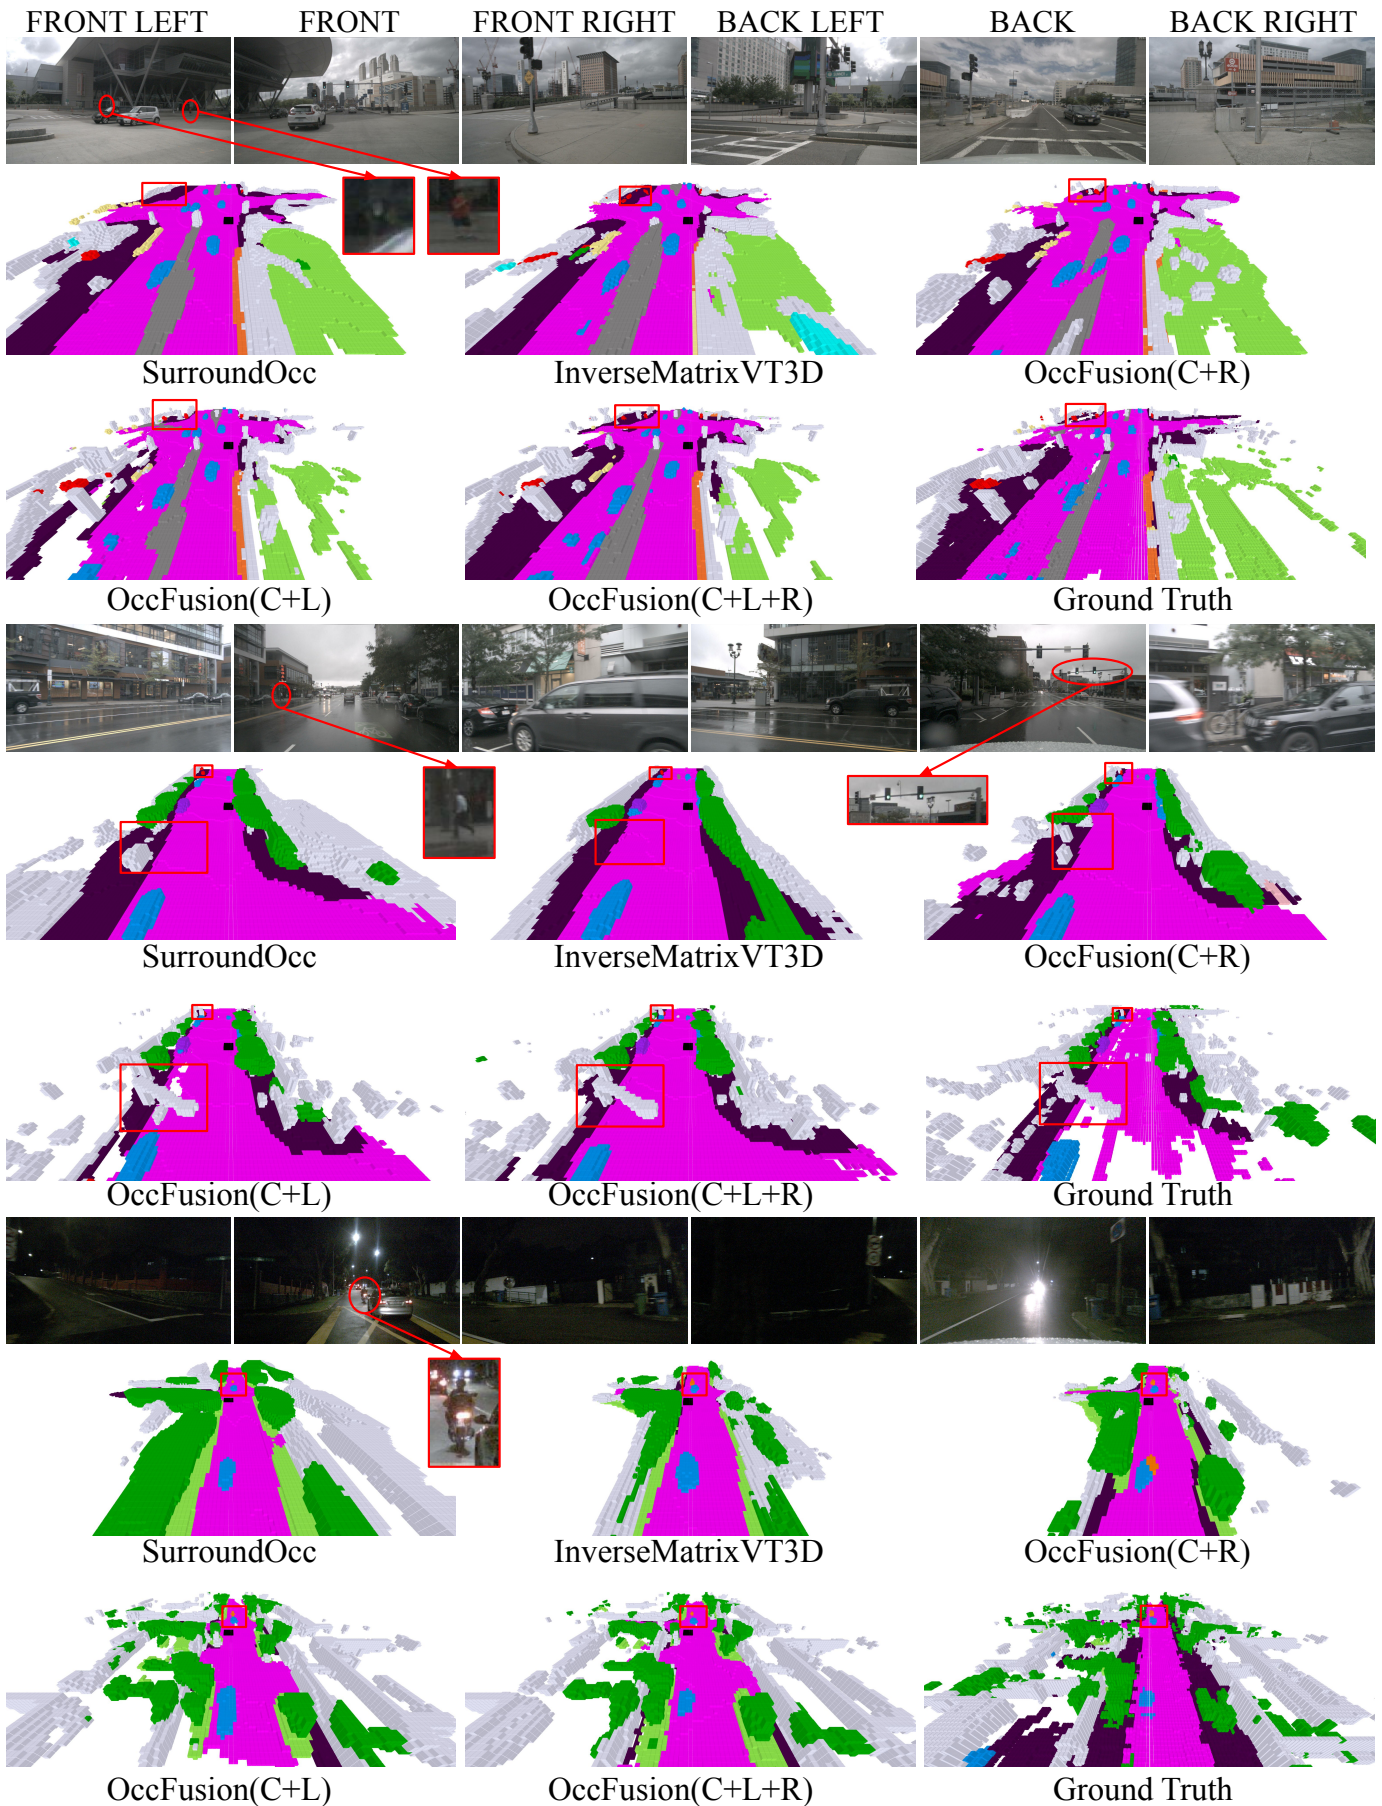 FRONT LEFT FRONT FRONT RIGHT BACK LEFT BACK BACK RIGHT
SurroundOcc InverseMatrixVT3D OccFusion(C+R)
OccFusion(C+L) OccFusion(C+L+R) Ground Truth
SurroundOcc InverseMatrixVT3D OccFusion(C+R)
OccFusion(C+L) OccFusion(C+L+R) Ground Truth
SurroundOcc InverseMatrixVT3D OccFusion(C+R)
OccFusion(C+L) OccFusion(C+L+R) Ground Truth